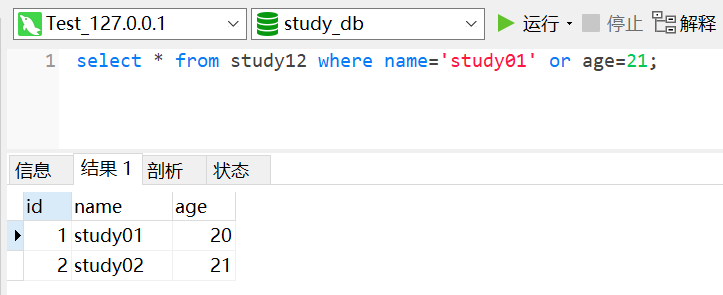 Test_127.0.0.1 study_db 运行 停止 解释
1 select * from study12 where name='study01' or age=21;
信息 结果 1 剖析 状态
id name age
1 study01 20
2 study02 21